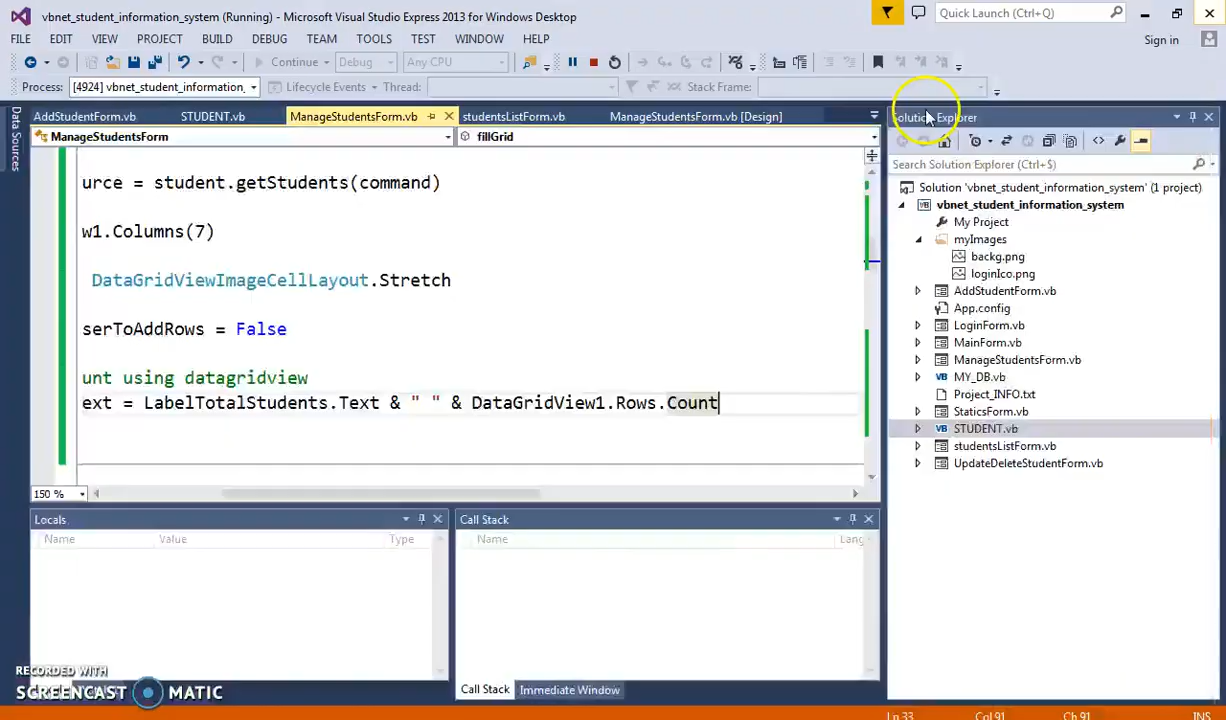 vbnet_student_information_system (Running) - Microsoft Visual Studio Express 2013 for Windows Desktop
Quick Launch (Ctrl+Q)
FILE EDIT VIEW PROJECT BUILD DEBUG TEAM TOOLS TEST WINDOW HELP
Sign in
Continue Debug Any CPU
Process: [4924] vbnet_student_information_ Lifecycle Events Thread: Stack Frame:
Data Sources
AddStudentForm.vb STUDENT.vb ManageStudentsForm.vb studentsListForm.vb ManageStudentsForm.vb [Design]
ManageStudentsForm fillGrid
urce = student.getStudents(command)
w1.Columns(7)
DataGridViewImageCellLayout.Stretch
serToAddRows = False
unt using datagridview
ext = LabelTotalStudents.Text & " " & DataGridView1.Rows.Count
150 %
Locals
Name Value Type
Call Stack
Name Lang
Call Stack Immediate Window
Solution Explorer
Search Solution Explorer (Ctrl+$)
Solution 'vbnet_student_information_system' (1 project)
vbnet_student_information_system
My Project
myImages
backg.png
loginIco.png
AddStudentForm.vb
App.config
LoginForm.vb
MainForm.vb
ManageStudentsForm.vb
MY_DB.vb
Project_INFO.txt
StaticsForm.vb
STUDENT.vb
studentsListForm.vb
UpdateDeleteStudentForm.vb
RECORDED WITH
SCREENCAST MATIC
Ln 33 Col 91 Ch 91 INS